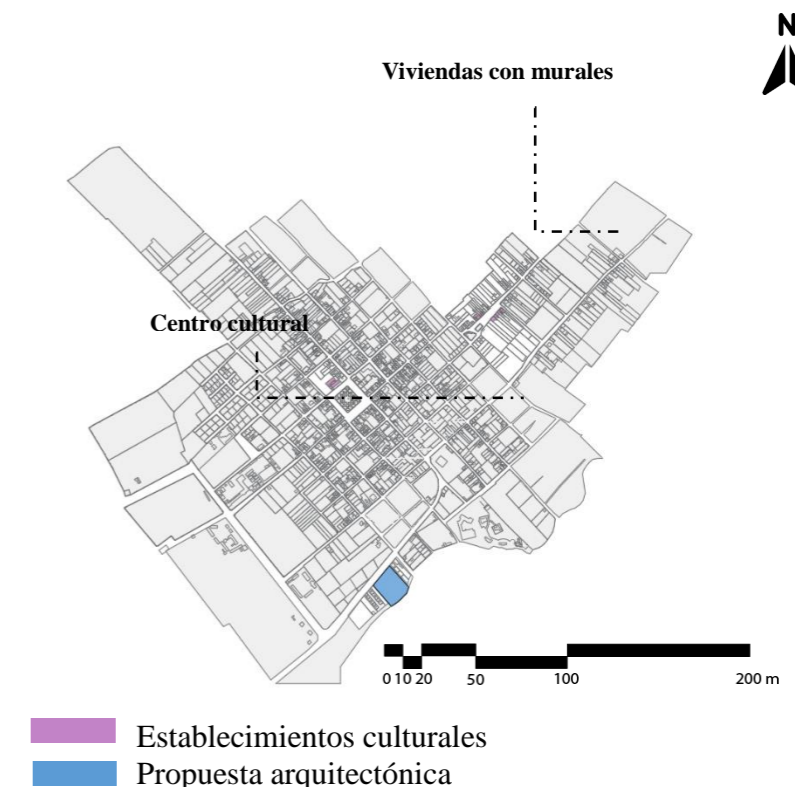 N
Viviendas con murales
Centro cultural
0 10 20 50 100 200 m
Establecimientos culturales
Propuesta arquitectónica